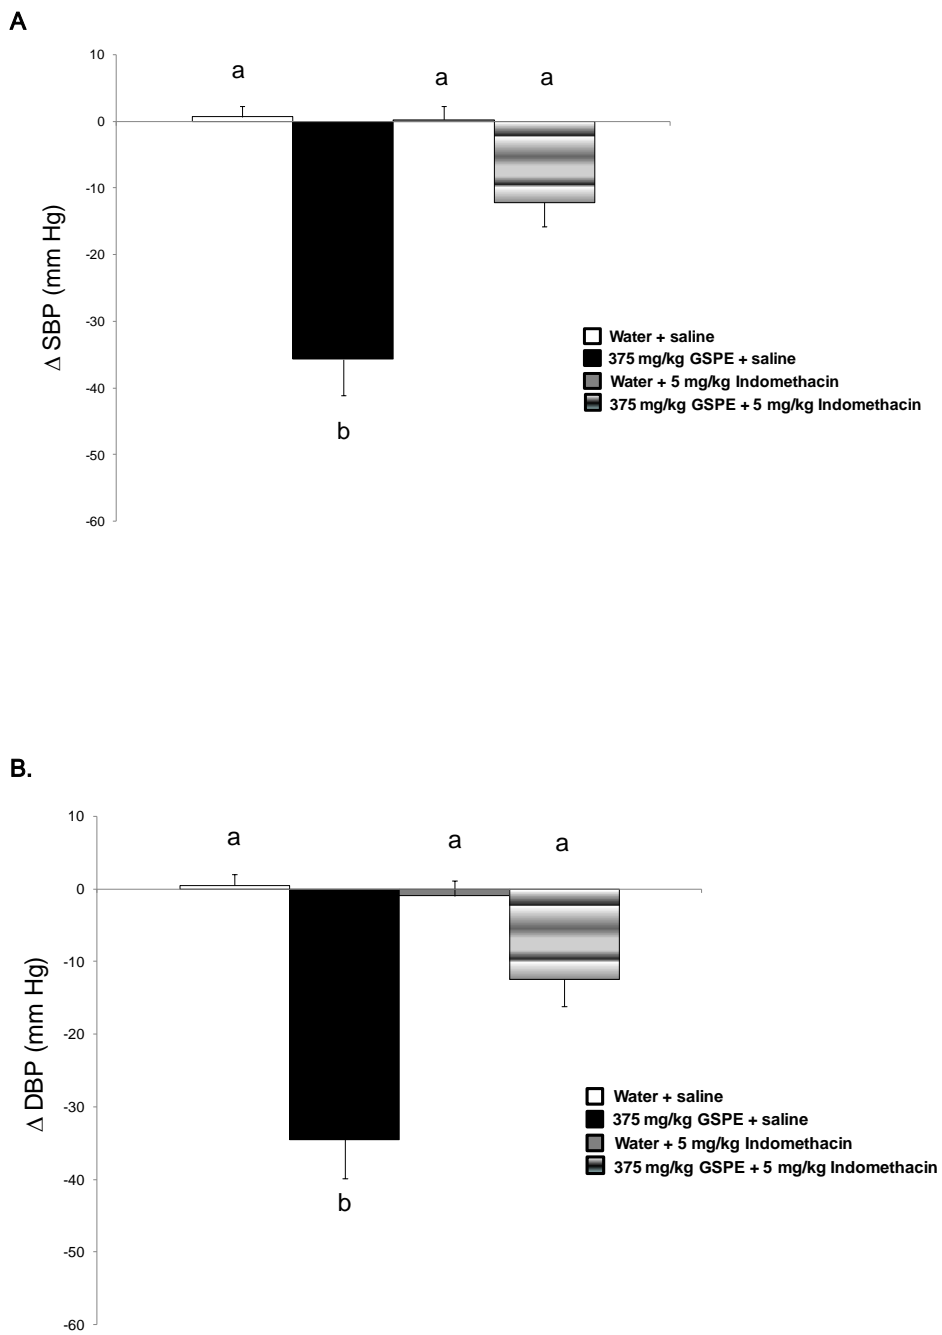 A
10
a
a
a
0
-10
-20
-30
-40
-50
-60
Δ SBP (mm Hg)
b
Water + saline
375 mg/kg GSPE + saline
Water + 5 mg/kg Indomethacin
375 mg/kg GSPE + 5 mg/kg Indomethacin
B.
10
a
a
a
0
-10
-20
-30
-40
-50
-60
Δ DBP (mm Hg)
b
Water + saline
375 mg/kg GSPE + saline
Water + 5 mg/kg Indomethacin
375 mg/kg GSPE + 5 mg/kg Indomethacin